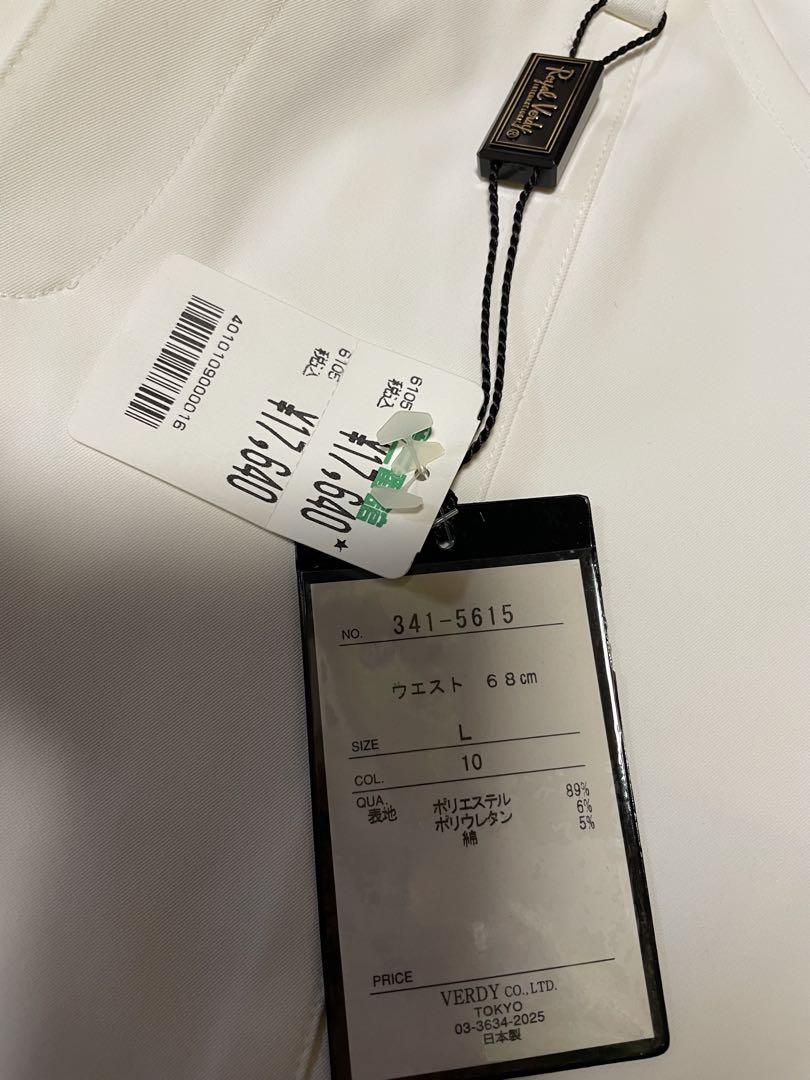 Royal Verdy
4010109000016
6105
税込
¥17,640
6105
税込
¥17,640★
NO. 341-5615
ウエスト 68cm
SIZE L
COL. 10
QUA.
表地 ポリエステル 89%
ポリウレタン 6%
綿 5%
PRICE
VERDY CO.,LTD.
TOKYO
03-3634-2025
日本製